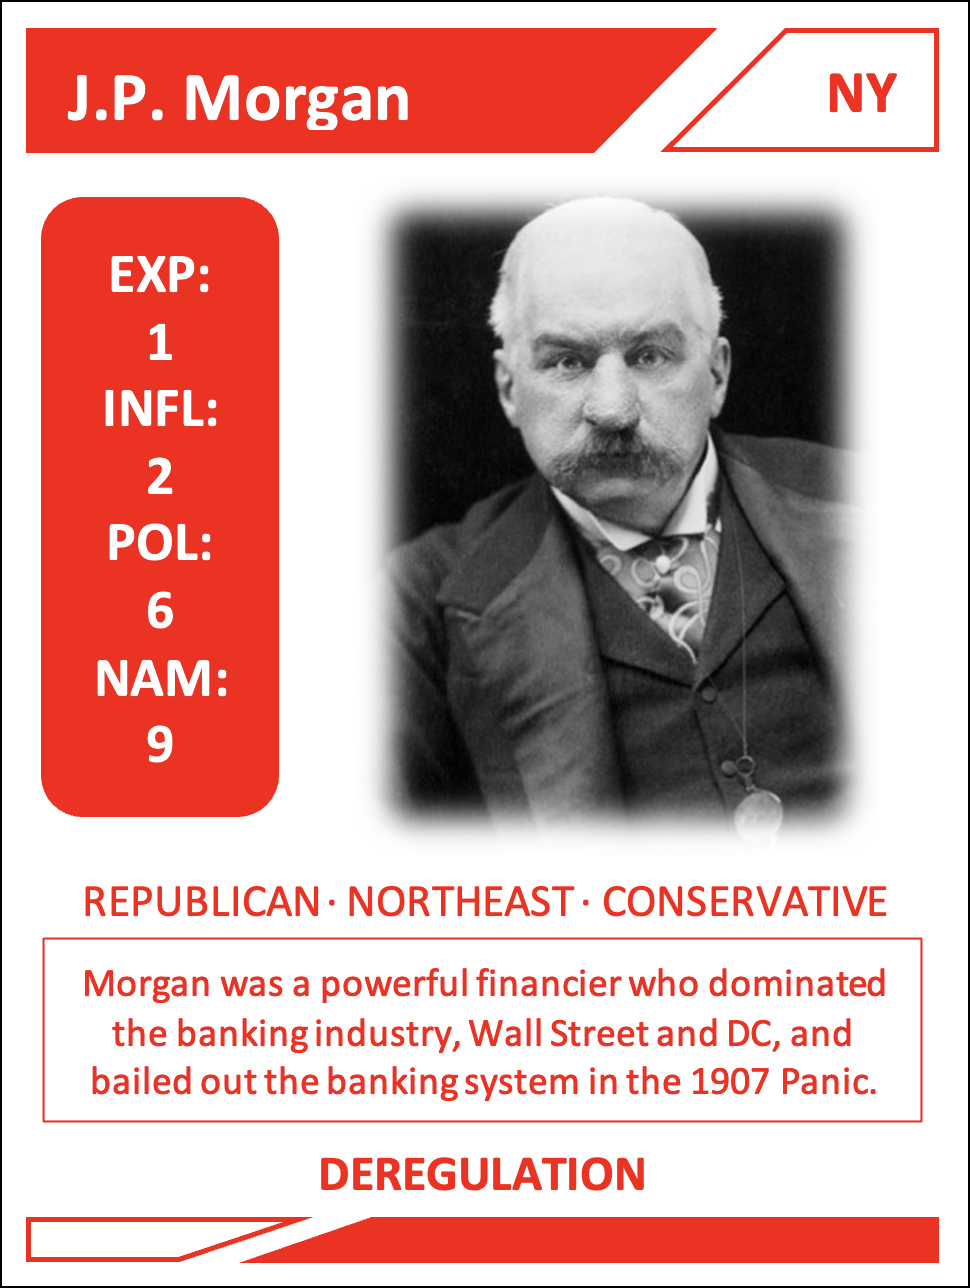 J.P. Morgan
NY
EXP:
1
INFL:
2
POL:
6
NAM:
9
REPUBLICAN · NORTHEAST · CONSERVATIVE
Morgan was a powerful financier who dominated
the banking industry, Wall Street and DC, and
bailed out the banking system in the 1907 Panic.
DEREGULATION